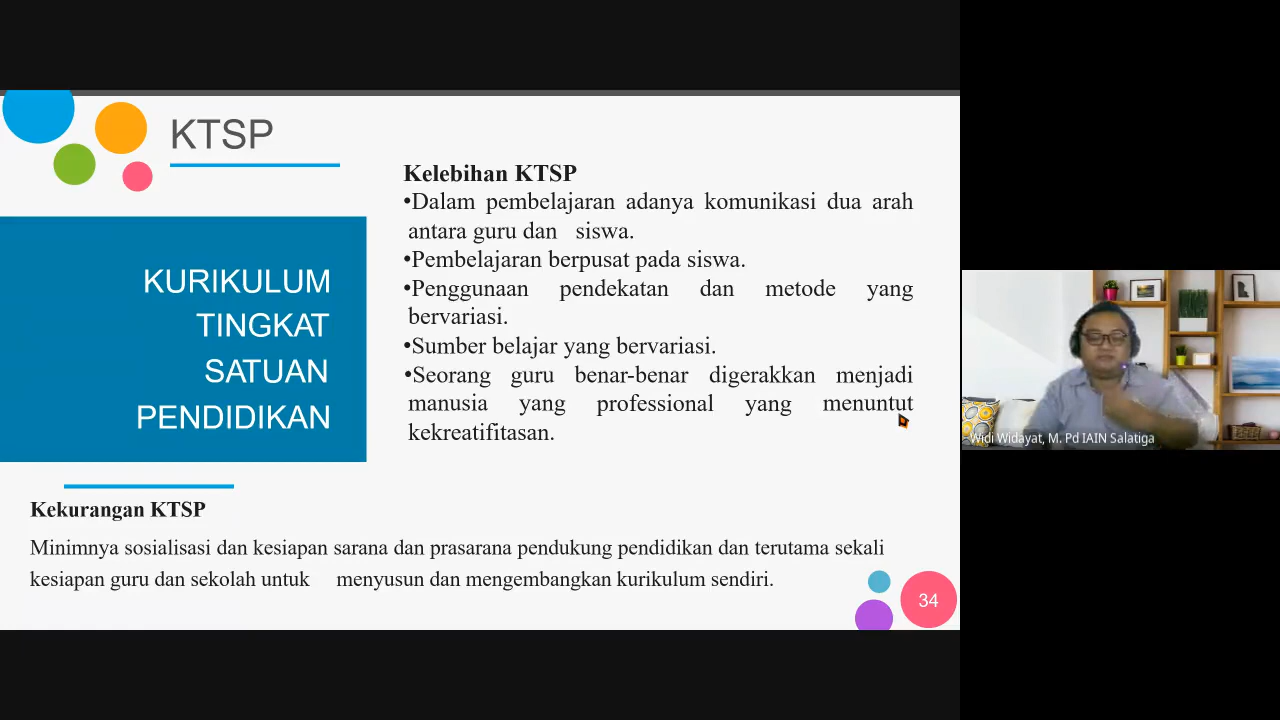 KTSP
KURIKULUM
TINGKAT
SATUAN
PENDIDIKAN
Kelebihan KTSP
•Dalam pembelajaran adanya komunikasi dua arah
antara guru dan siswa.
•Pembelajaran berpusat pada siswa.
•Penggunaan pendekatan dan metode yang
bervariasi.
•Sumber belajar yang bervariasi.
•Seorang guru benar-benar digerakkan menjadi
manusia yang professional yang menuntut
kekreatifitasan.
Kekurangan KTSP
Minimnya sosialisasi dan kesiapan sarana dan prasarana pendukung pendidikan dan terutama sekali
kesiapan guru dan sekolah untuk menyusun dan mengembangkan kurikulum sendiri.
34
Widi Widayat, M. Pd IAIN Salatiga